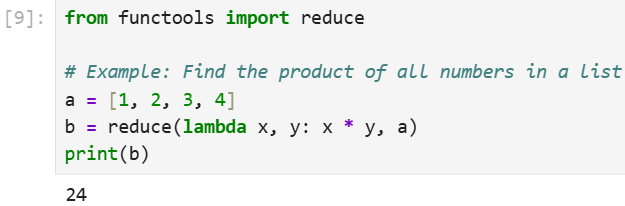 [9]: from functools import reduce
# Example: Find the product of all numbers in a list
a = [1, 2, 3, 4]
b = reduce(lambda x, y: x * y, a)
print(b)
24